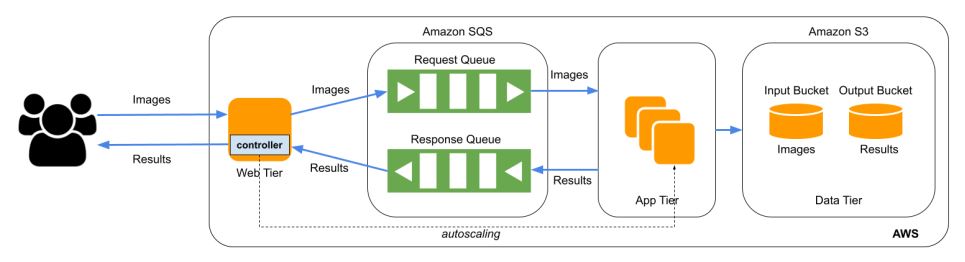 Amazon SQS
Amazon S3
Request Queue
Images
Images
Images
Input Bucket
Output Bucket
Images
Results
controller
Results
Web Tier
Response Queue
Results
Results
App Tier
Data Tier
autoscaling
AWS